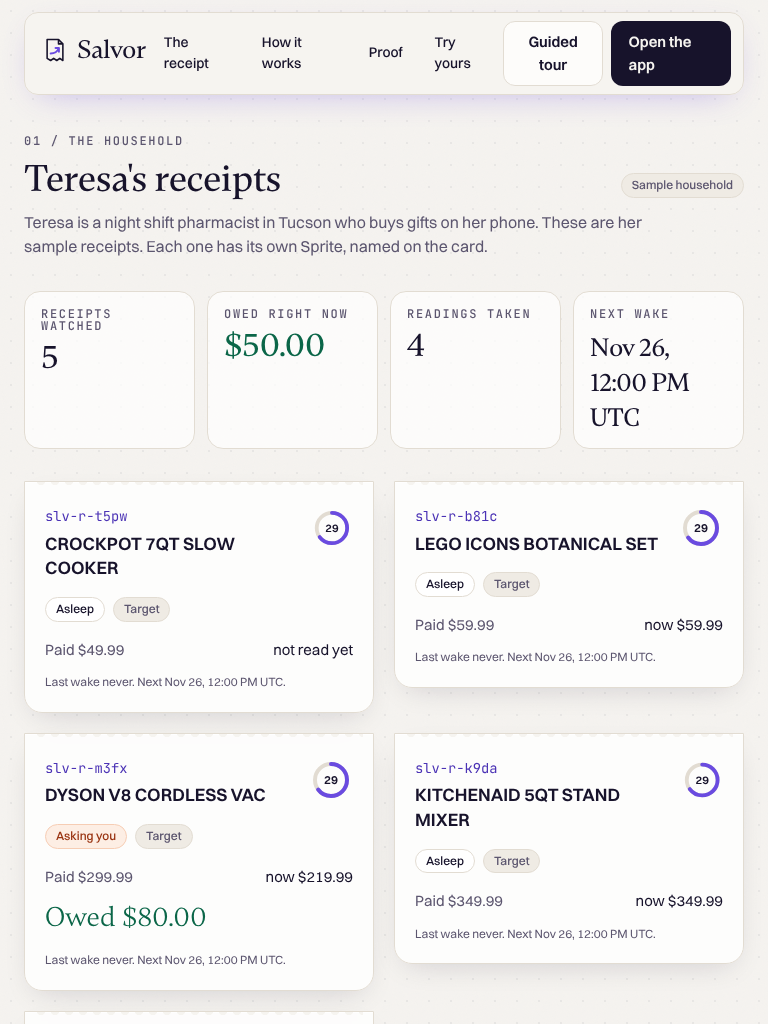 Salvor
The receipt
How it works
Proof
Try yours
Guided tour
Open the app
01 / THE HOUSEHOLD
Teresa's receipts
Sample household
Teresa is a night shift pharmacist in Tucson who buys gifts on her phone. These are her
sample receipts. Each one has its own Sprite, named on the card.
RECEIPTS
WATCHED
5
OWED RIGHT NOW
$50.00
READINGS TAKEN
4
NEXT WAKE
Nov 26,
12:00 PM
UTC
slv-r-t5pw
29
CROCKPOT 7QT SLOW
COOKER
Asleep
Target
Paid $49.99
not read yet
Last wake never. Next Nov 26, 12:00 PM UTC.
slv-r-b81c
29
LEGO ICONS BOTANICAL SET
Asleep
Target
Paid $59.99
now $59.99
Last wake never. Next Nov 26, 12:00 PM UTC.
slv-r-m3fx
29
DYSON V8 CORDLESS VAC
Asking you
Target
Paid $299.99
now $219.99
Owed $80.00
Last wake never. Next Nov 26, 12:00 PM UTC.
slv-r-k9da
29
KITCHENAID 5QT STAND
MIXER
Asleep
Target
Paid $349.99
now $349.99
Last wake never. Next Nov 26, 12:00 PM UTC.